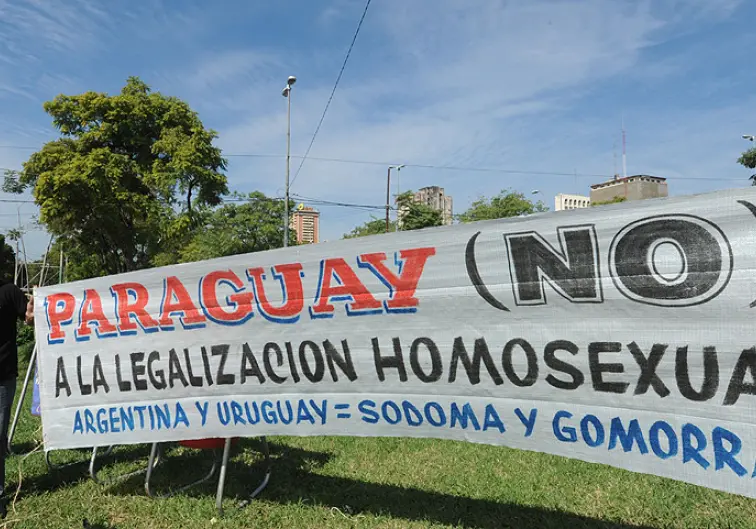 PARAGUAY (NO
A LA LEGALIZACION HOMOSEXUA
ARGENTINA Y URUGUAY = SODOMA Y GOMORR